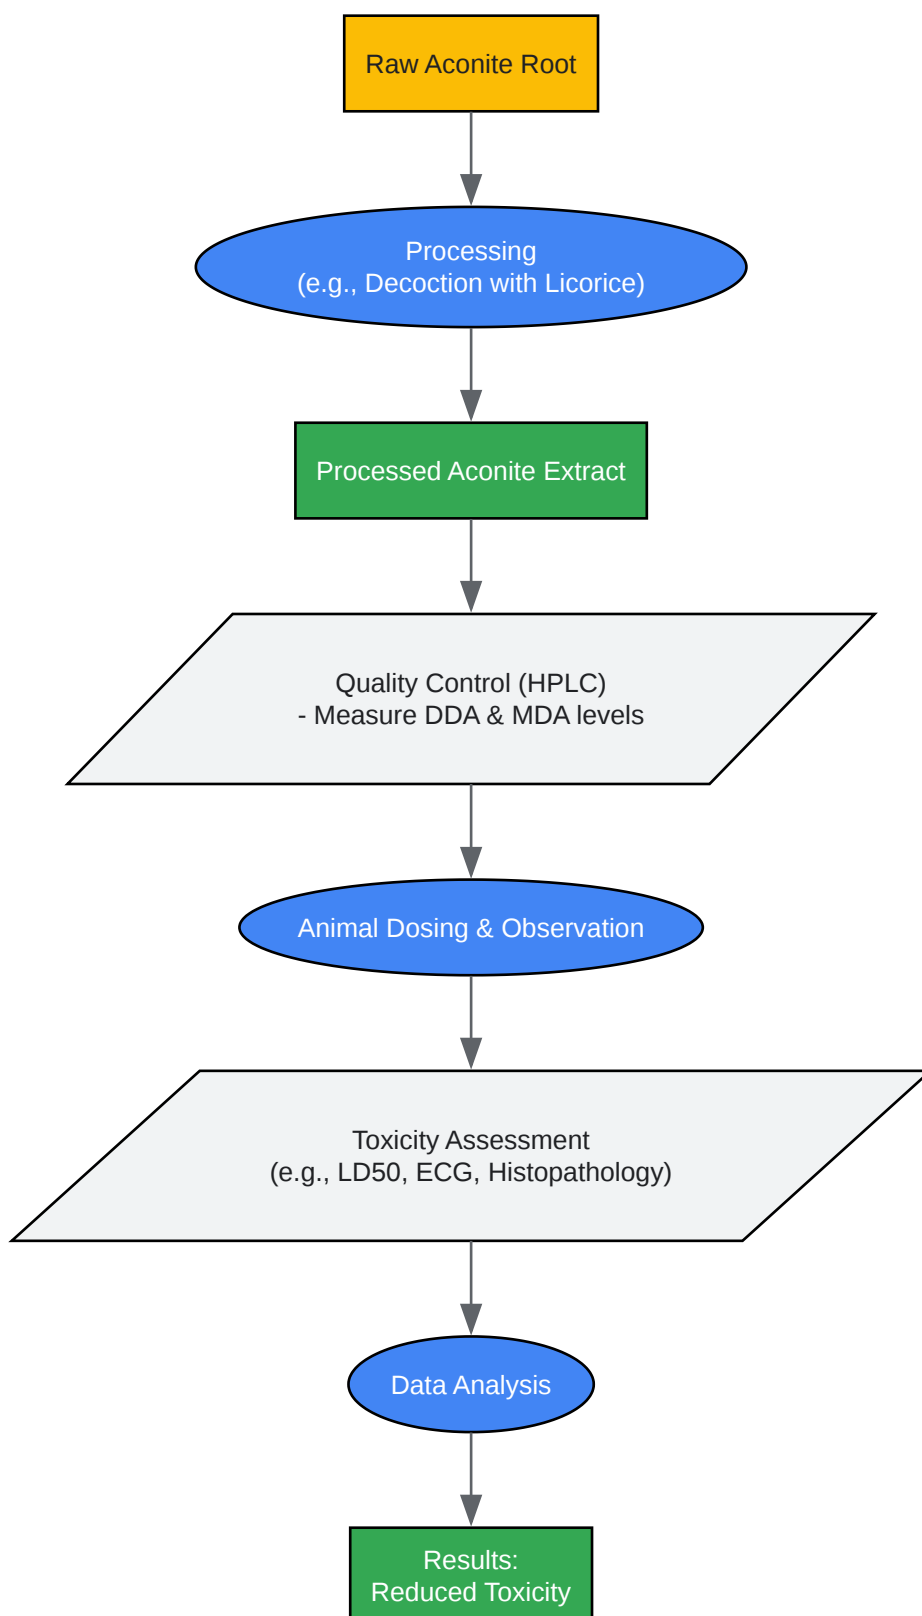 Raw Aconite Root
Processing
(e.g., Decoction with Licorice)
Processed Aconite Extract
Quality Control (HPLC)
- Measure DDA & MDA levels
Animal Dosing & Observation
Toxicity Assessment
(e.g., LD50, ECG, Histopathology)
Data Analysis
Results:
Reduced Toxicity